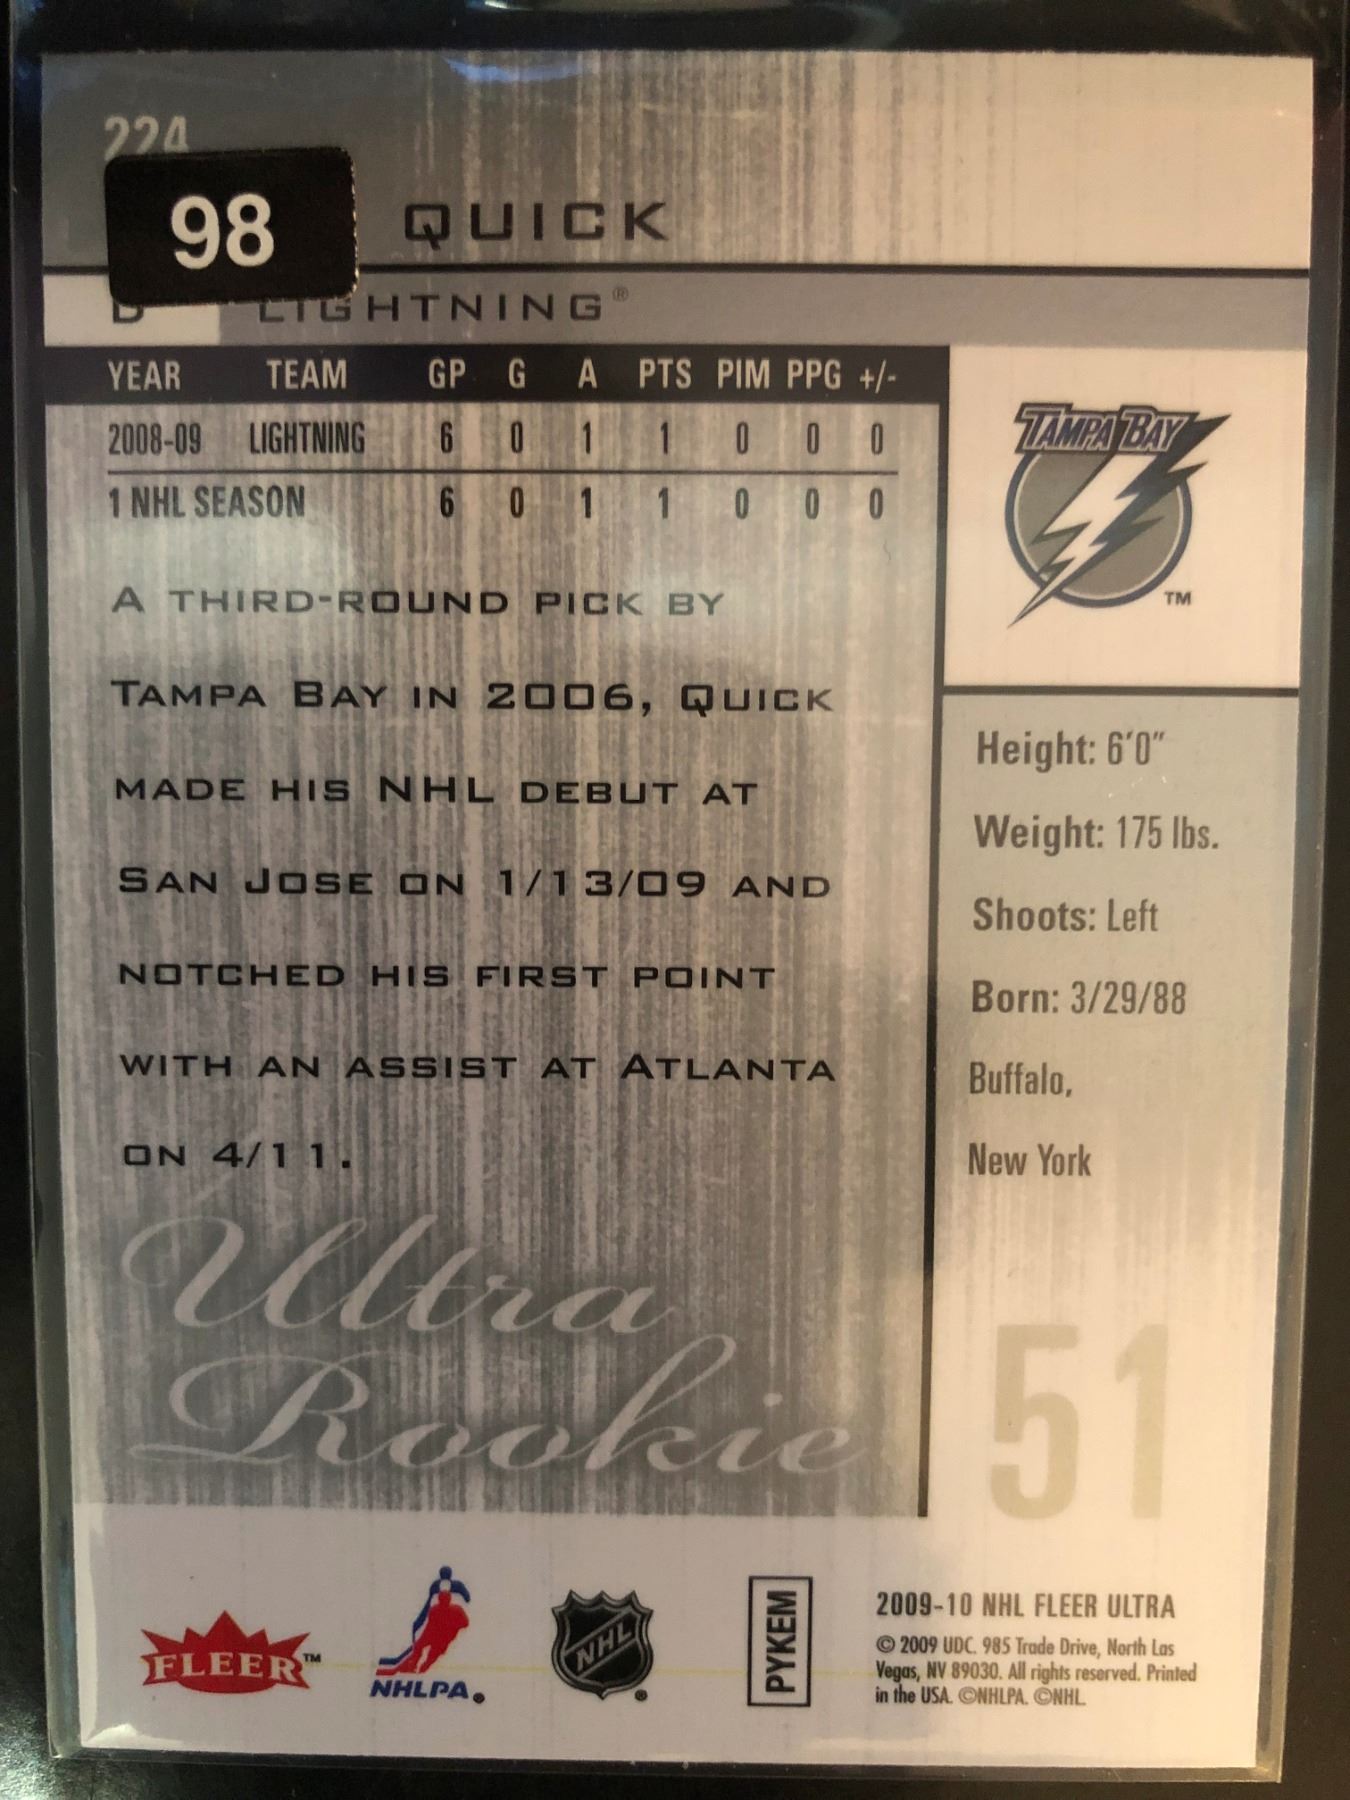 224
98
QUICK
D LIGHTNING®
YEAR TEAM GP G A PTS PIM PPG +/-
2008-09 LIGHTNING 6 0 1 1 0 0 0
1 NHL SEASON 6 0 1 1 0 0 0
TAMPA BAY
TM
A THIRD-ROUND PICK BY
TAMPA BAY IN 2006, QUICK
MADE HIS NHL DEBUT AT
SAN JOSE ON 1/13/09 AND
NOTCHED HIS FIRST POINT
WITH AN ASSIST AT ATLANTA
ON 4/11.
Height: 6'0"
Weight: 175 lbs.
Shoots: Left
Born: 3/29/88
Buffalo,
New York
Ultra
Rookie
51
FLEER™
NHLPA®
NHL®
PYKEM
2009-10 NHL FLEER ULTRA
© 2009 UDC. 985 Trade Drive, North Las
Vegas, NV 89030. All rights reserved. Printed
in the USA. ©NHLPA. ©NHL.